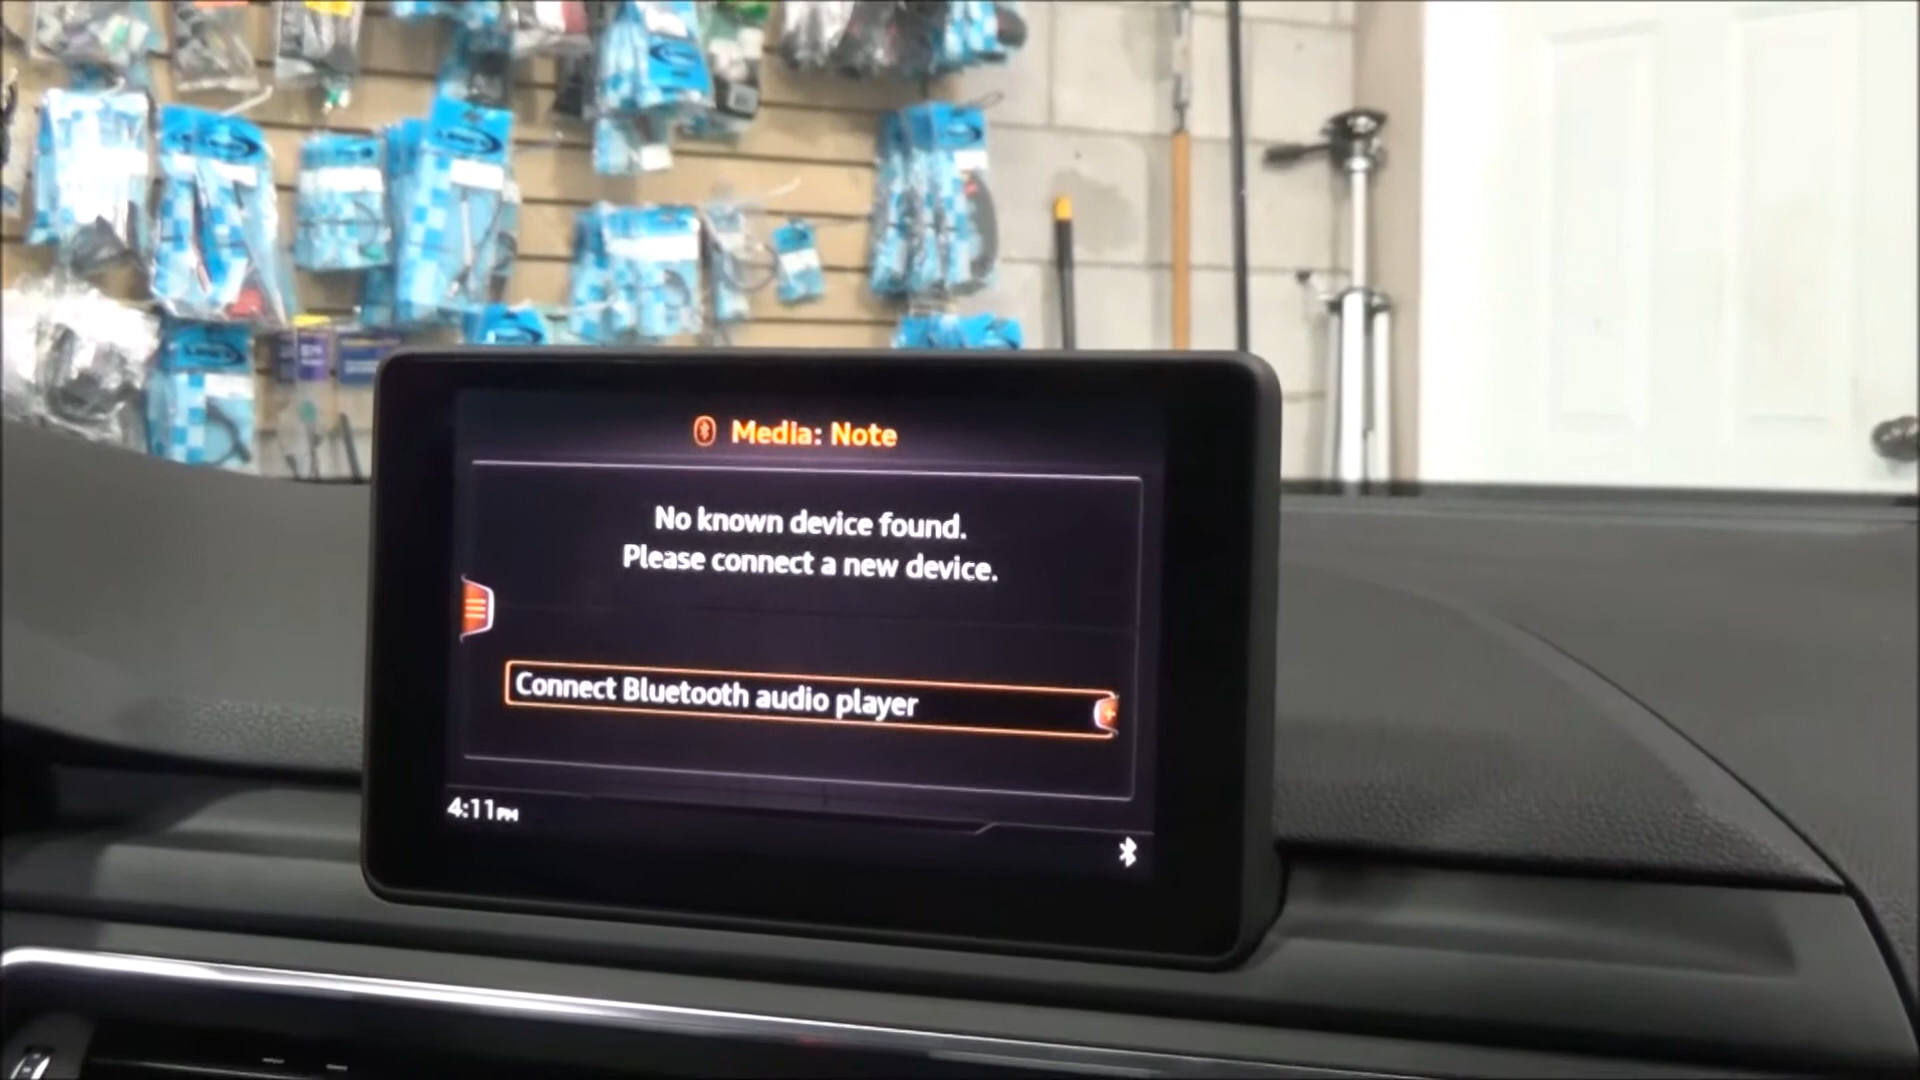 Media: Note
No known device found.
Please connect a new device.
Connect Bluetooth audio player
4:11PM